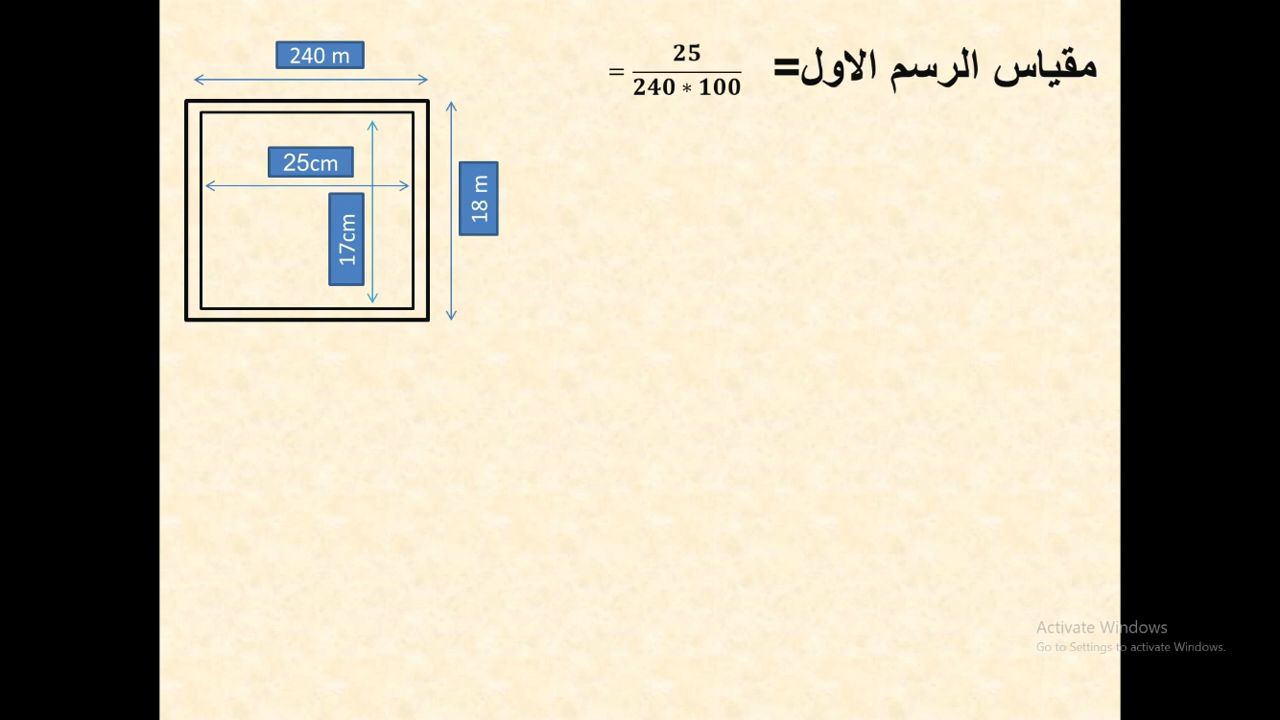 مقياس الرسم الاول= 25 / 240 * 100 =
240 m
25cm
17cm
18 m
Activate Windows
Go to Settings to activate Windows.